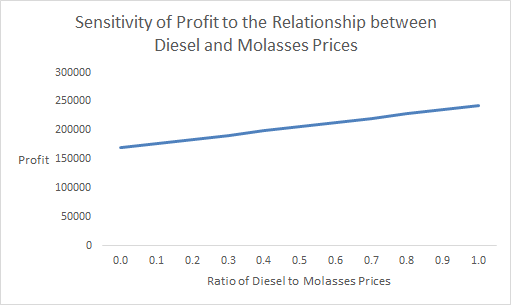 Sensitivity of Profit to the Relationship between
Diesel and Molasses Prices
300000
250000
200000
150000
100000
50000
0
Profit
0.0 0.1 0.2 0.3 0.4 0.5 0.6 0.7 0.8 0.9 1.0
Ratio of Diesel to Molasses Prices